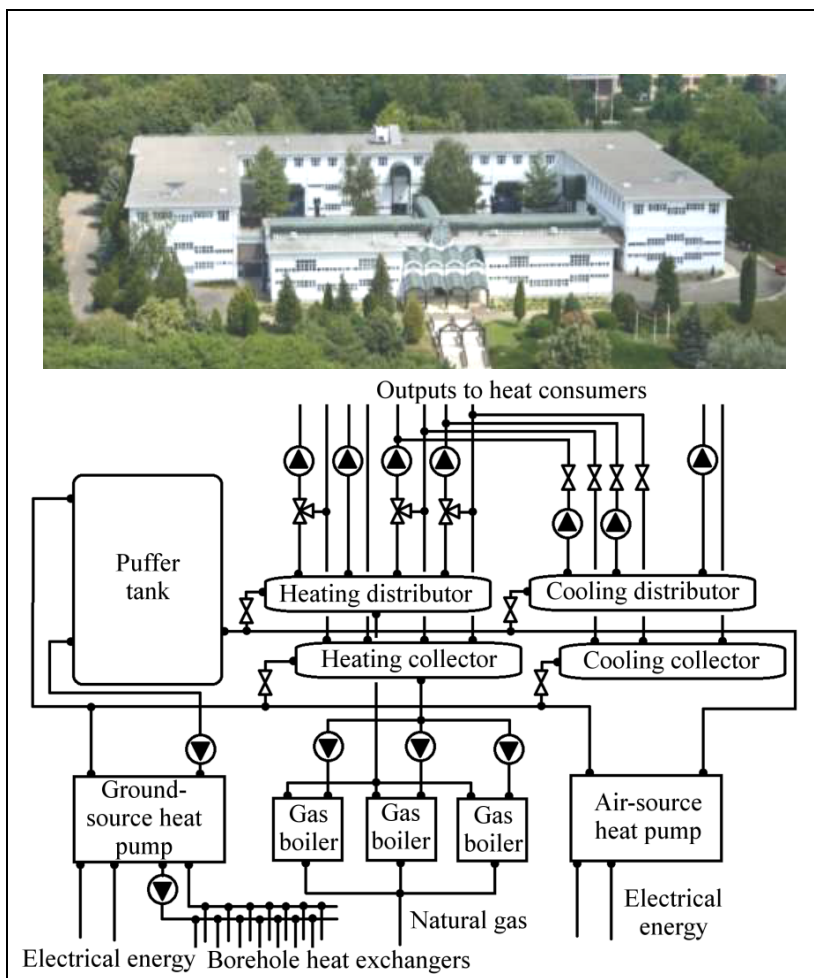 Outputs to heat consumers
Puffer
tank
Heating distributor
Cooling distributor
Heating collector
Cooling collector
Ground-
source heat
pump
Gas
boiler
Gas
boiler
Gas
boiler
Air-source
heat pump
Natural gas
Electrical
energy
Electrical energy
Borehole heat exchangers